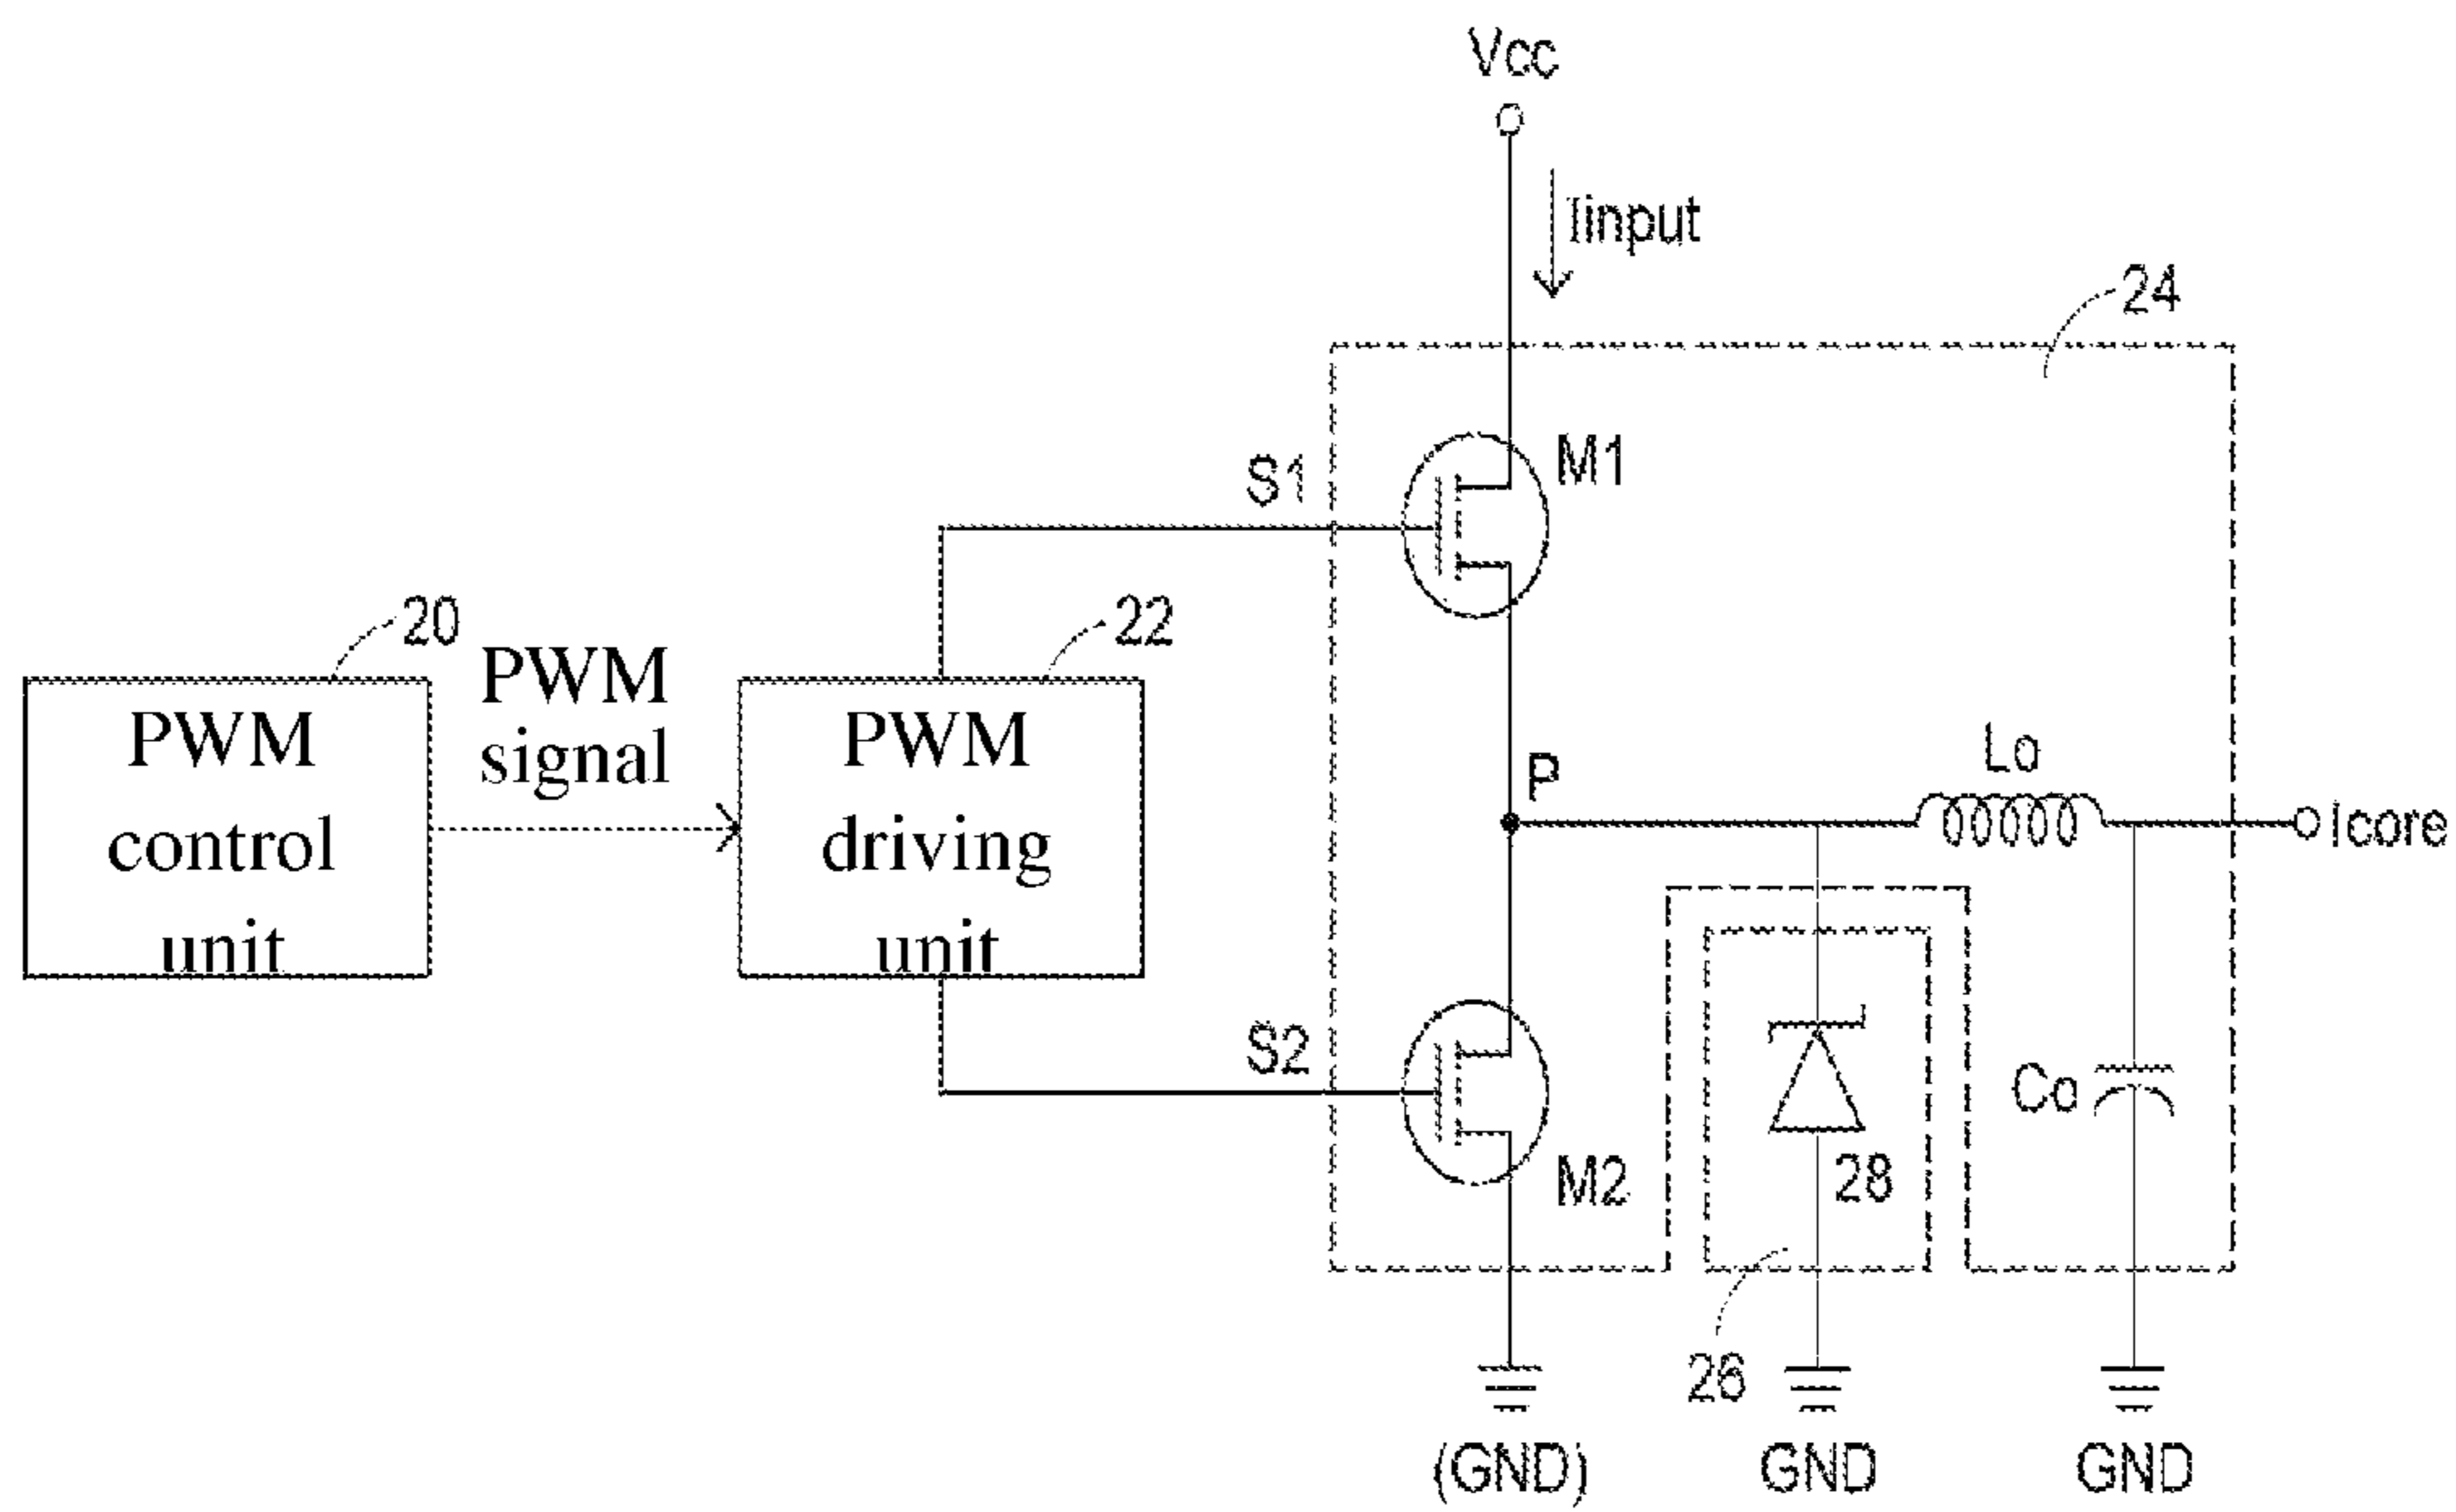 Vcc
Iinput
24
M1
S1
20
PWM
signal
22
PWM
control
unit
PWM
driving
unit
P
Lo
Icore
S2
M2
28
Co
26
(GND)
GND
GND